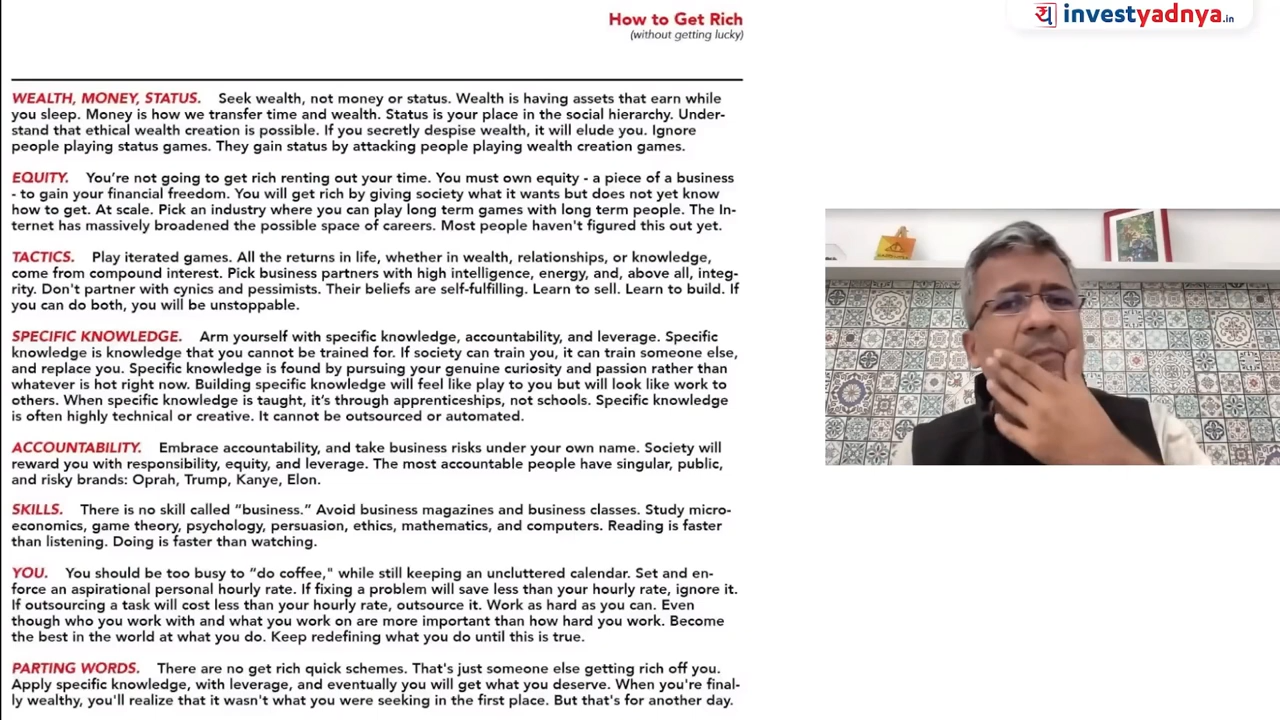 How to Get Rich
(without getting lucky)
यज्ञ investyadnya.in
WEALTH, MONEY, STATUS. Seek wealth, not money or status. Wealth is having assets that earn while
you sleep. Money is how we transfer time and wealth. Status is your place in the social hierarchy. Under-
stand that ethical wealth creation is possible. If you secretly despise wealth, it will elude you. Ignore
people playing status games. They gain status by attacking people playing wealth creation games.
EQUITY. You're not going to get rich renting out your time. You must own equity - a piece of a business
- to gain your financial freedom. You will get rich by giving society what it wants but does not yet know
how to get. At scale. Pick an industry where you can play long term games with long term people. The In-
ternet has massively broadened the possible space of careers. Most people haven't figured this out yet.
TACTICS. Play iterated games. All the returns in life, whether in wealth, relationships, or knowledge,
come from compound interest. Pick business partners with high intelligence, energy, and, above all, integ-
rity. Don't partner with cynics and pessimists. Their beliefs are self-fulfilling. Learn to sell. Learn to build. If
you can do both, you will be unstoppable.
SPECIFIC KNOWLEDGE. Arm yourself with specific knowledge, accountability, and leverage. Specific
knowledge is knowledge that you cannot be trained for. If society can train you, it can train someone else,
and replace you. Specific knowledge is found by pursuing your genuine curiosity and passion rather than
whatever is hot right now. Building specific knowledge will feel like play to you but will look like work to
others. When specific knowledge is taught, it's through apprenticeships, not schools. Specific knowledge
is often highly technical or creative. It cannot be outsourced or automated.
ACCOUNTABILITY. Embrace accountability, and take business risks under your own name. Society will
reward you with responsibility, equity, and leverage. The most accountable people have singular, public,
and risky brands: Oprah, Trump, Kanye, Elon.
SKILLS. There is no skill called "business." Avoid business magazines and business classes. Study micro-
economics, game theory, psychology, persuasion, ethics, mathematics, and computers. Reading is faster
than listening. Doing is faster than watching.
YOU. You should be too busy to "do coffee," while still keeping an uncluttered calendar. Set and en-
force an aspirational personal hourly rate. If fixing a problem will save less than your hourly rate, ignore it.
If outsourcing a task will cost less than your hourly rate, outsource it. Work as hard as you can. Even
though who you work with and what you work on are more important than how hard you work. Become
the best in the world at what you do. Keep redefining what you do until this is true.
PARTING WORDS. There are no get rich quick schemes. That's just someone else getting rich off you.
Apply specific knowledge, with leverage, and eventually you will get what you deserve. When you're final-
ly wealthy, you'll realize that it wasn't what you were seeking in the first place. But that's for another day.